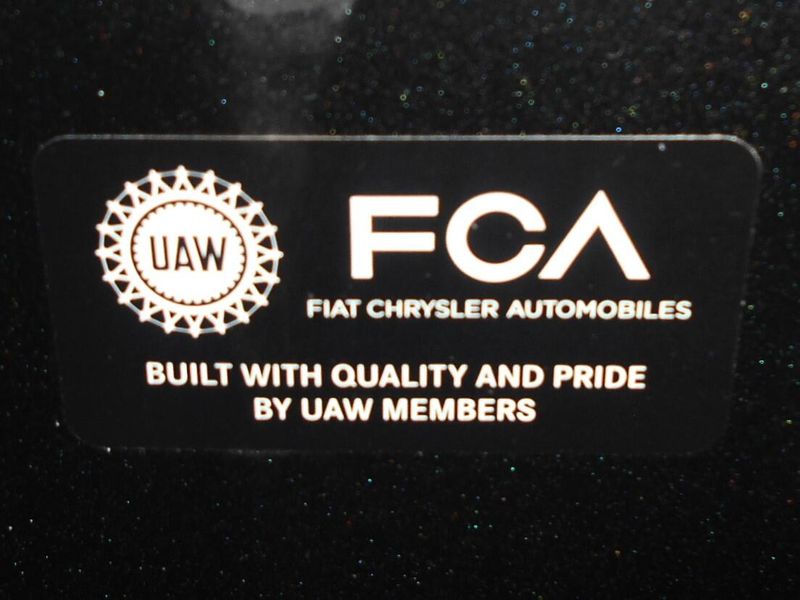 UAW
FCA
FIAT CHRYSLER AUTOMOBILES
BUILT WITH QUALITY AND PRIDE
BY UAW MEMBERS